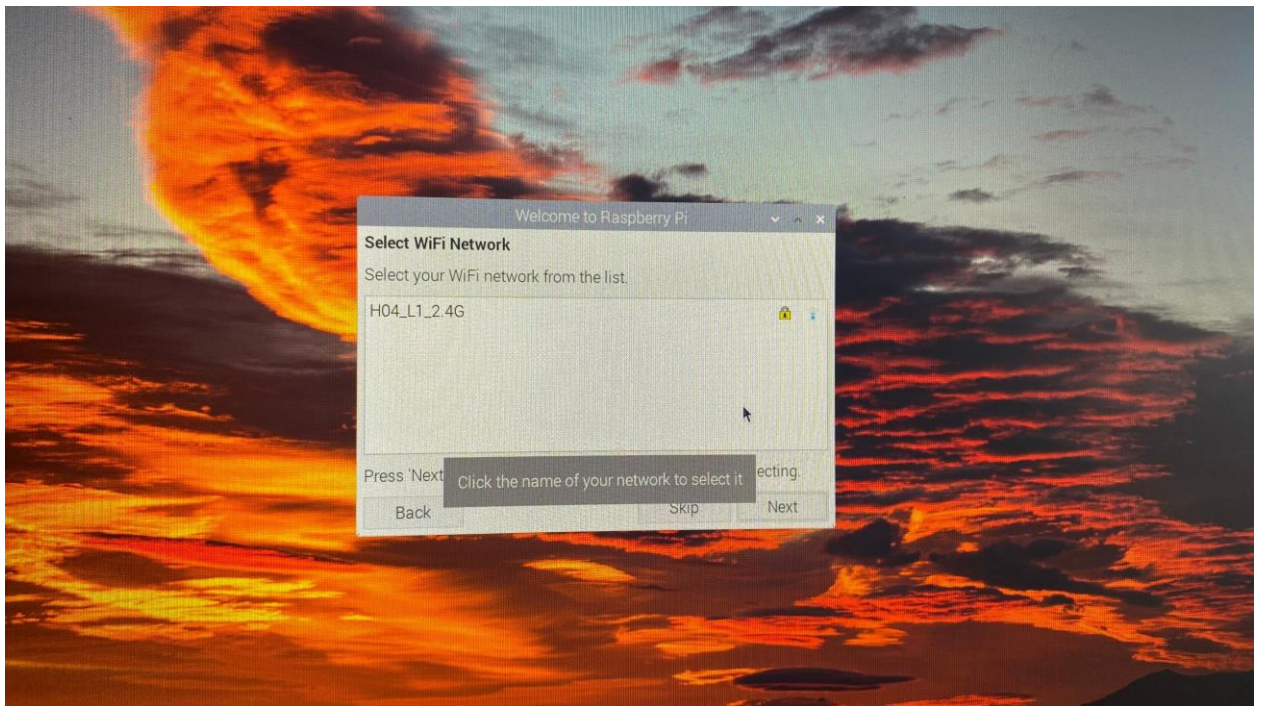 Welcome to Raspberry Pi
Select WiFi Network
Select your WiFi network from the list.
H04_L1_2.4G
Press 'Next ecting.
Click the name of your network to select it
Back Skip Next